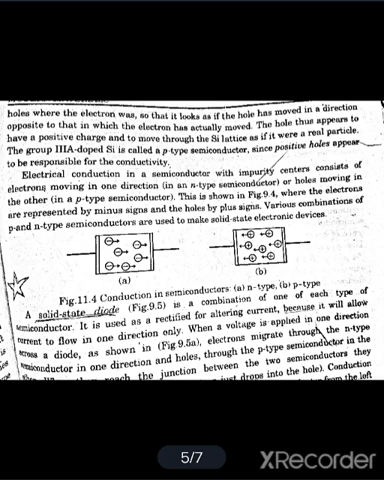 holes where the electron was, so that it looks as if the hole has moved in a direction
opposite to that in which the electron has actually moved. The hole thus appears to
have a positive charge and to move through the Si lattice as if it were a real particle.
The group IIIA-doped Si is called a p-type semiconductor, since positive holes appear
to be responsible for the conductivity.
Electrical conduction in a semiconductor with impurity centers consists of
electrons moving in one direction (in an n-type semiconductor) or holes moving in
the other (in a p-type semiconductor). This is shown in Fig.9.4, where the electrons
are represented by minus signs and the holes by plus signs. Various combinations of
p-and n-type semiconductors are used to make solid-state electronic devices.
(a)
(b)
Fig.11.4 Conduction in semiconductors: (a) n-type, (b) p-type
A solid-state diode (Fig.9.5) is a combination of one of each type of
semiconductor. It is used as a rectified for altering current, because it will allow
current to flow in one direction only. When a voltage is applied in one direction
across a diode, as shown in (Fig.9.5a), electrons migrate through the n-type
semiconductor in one direction and holes, through the p-type semiconductor in the
reach the junction between the two semiconductors they
just drops into the hole). Conduction
from the left
5/7
XRecorder